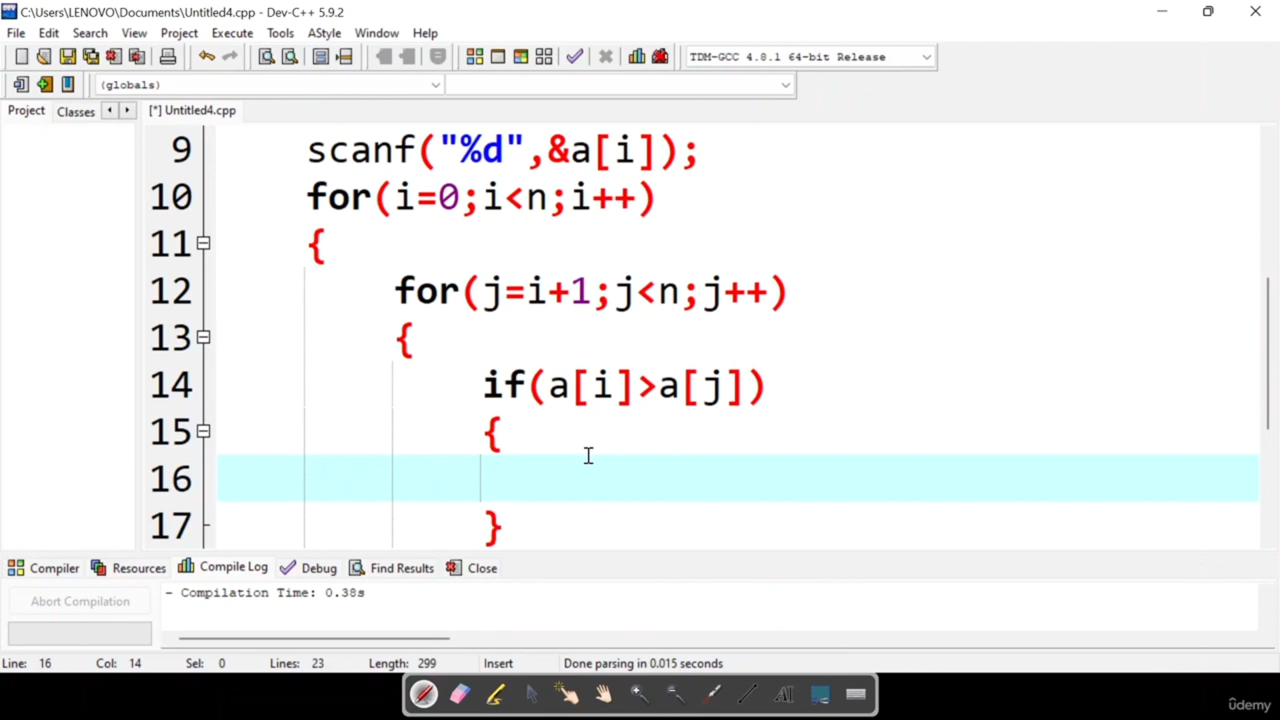 C:\Users\LENOVO\Documents\Untitled4.cpp - Dev-C++ 5.9.2
File Edit Search View Project Execute Tools AStyle Window Help
TDM-GCC 4.8.1 64-bit Release
(globals)
Project Classes [*] Untitled4.cpp
9 scanf("%d",&a[i]);
10 for(i=0;i<n;i++)
11 {
12 for(j=i+1;j<n;j++)
13 {
14 if(a[i]>a[j])
15 {
16
17 }
Compiler Resources Compile Log Debug Find Results Close
Abort Compilation
- Compilation Time: 0.38s
Line: 16 Col: 14 Sel: 0 Lines: 23 Length: 299 Insert Done parsing in 0.015 seconds
AI
ûdemy